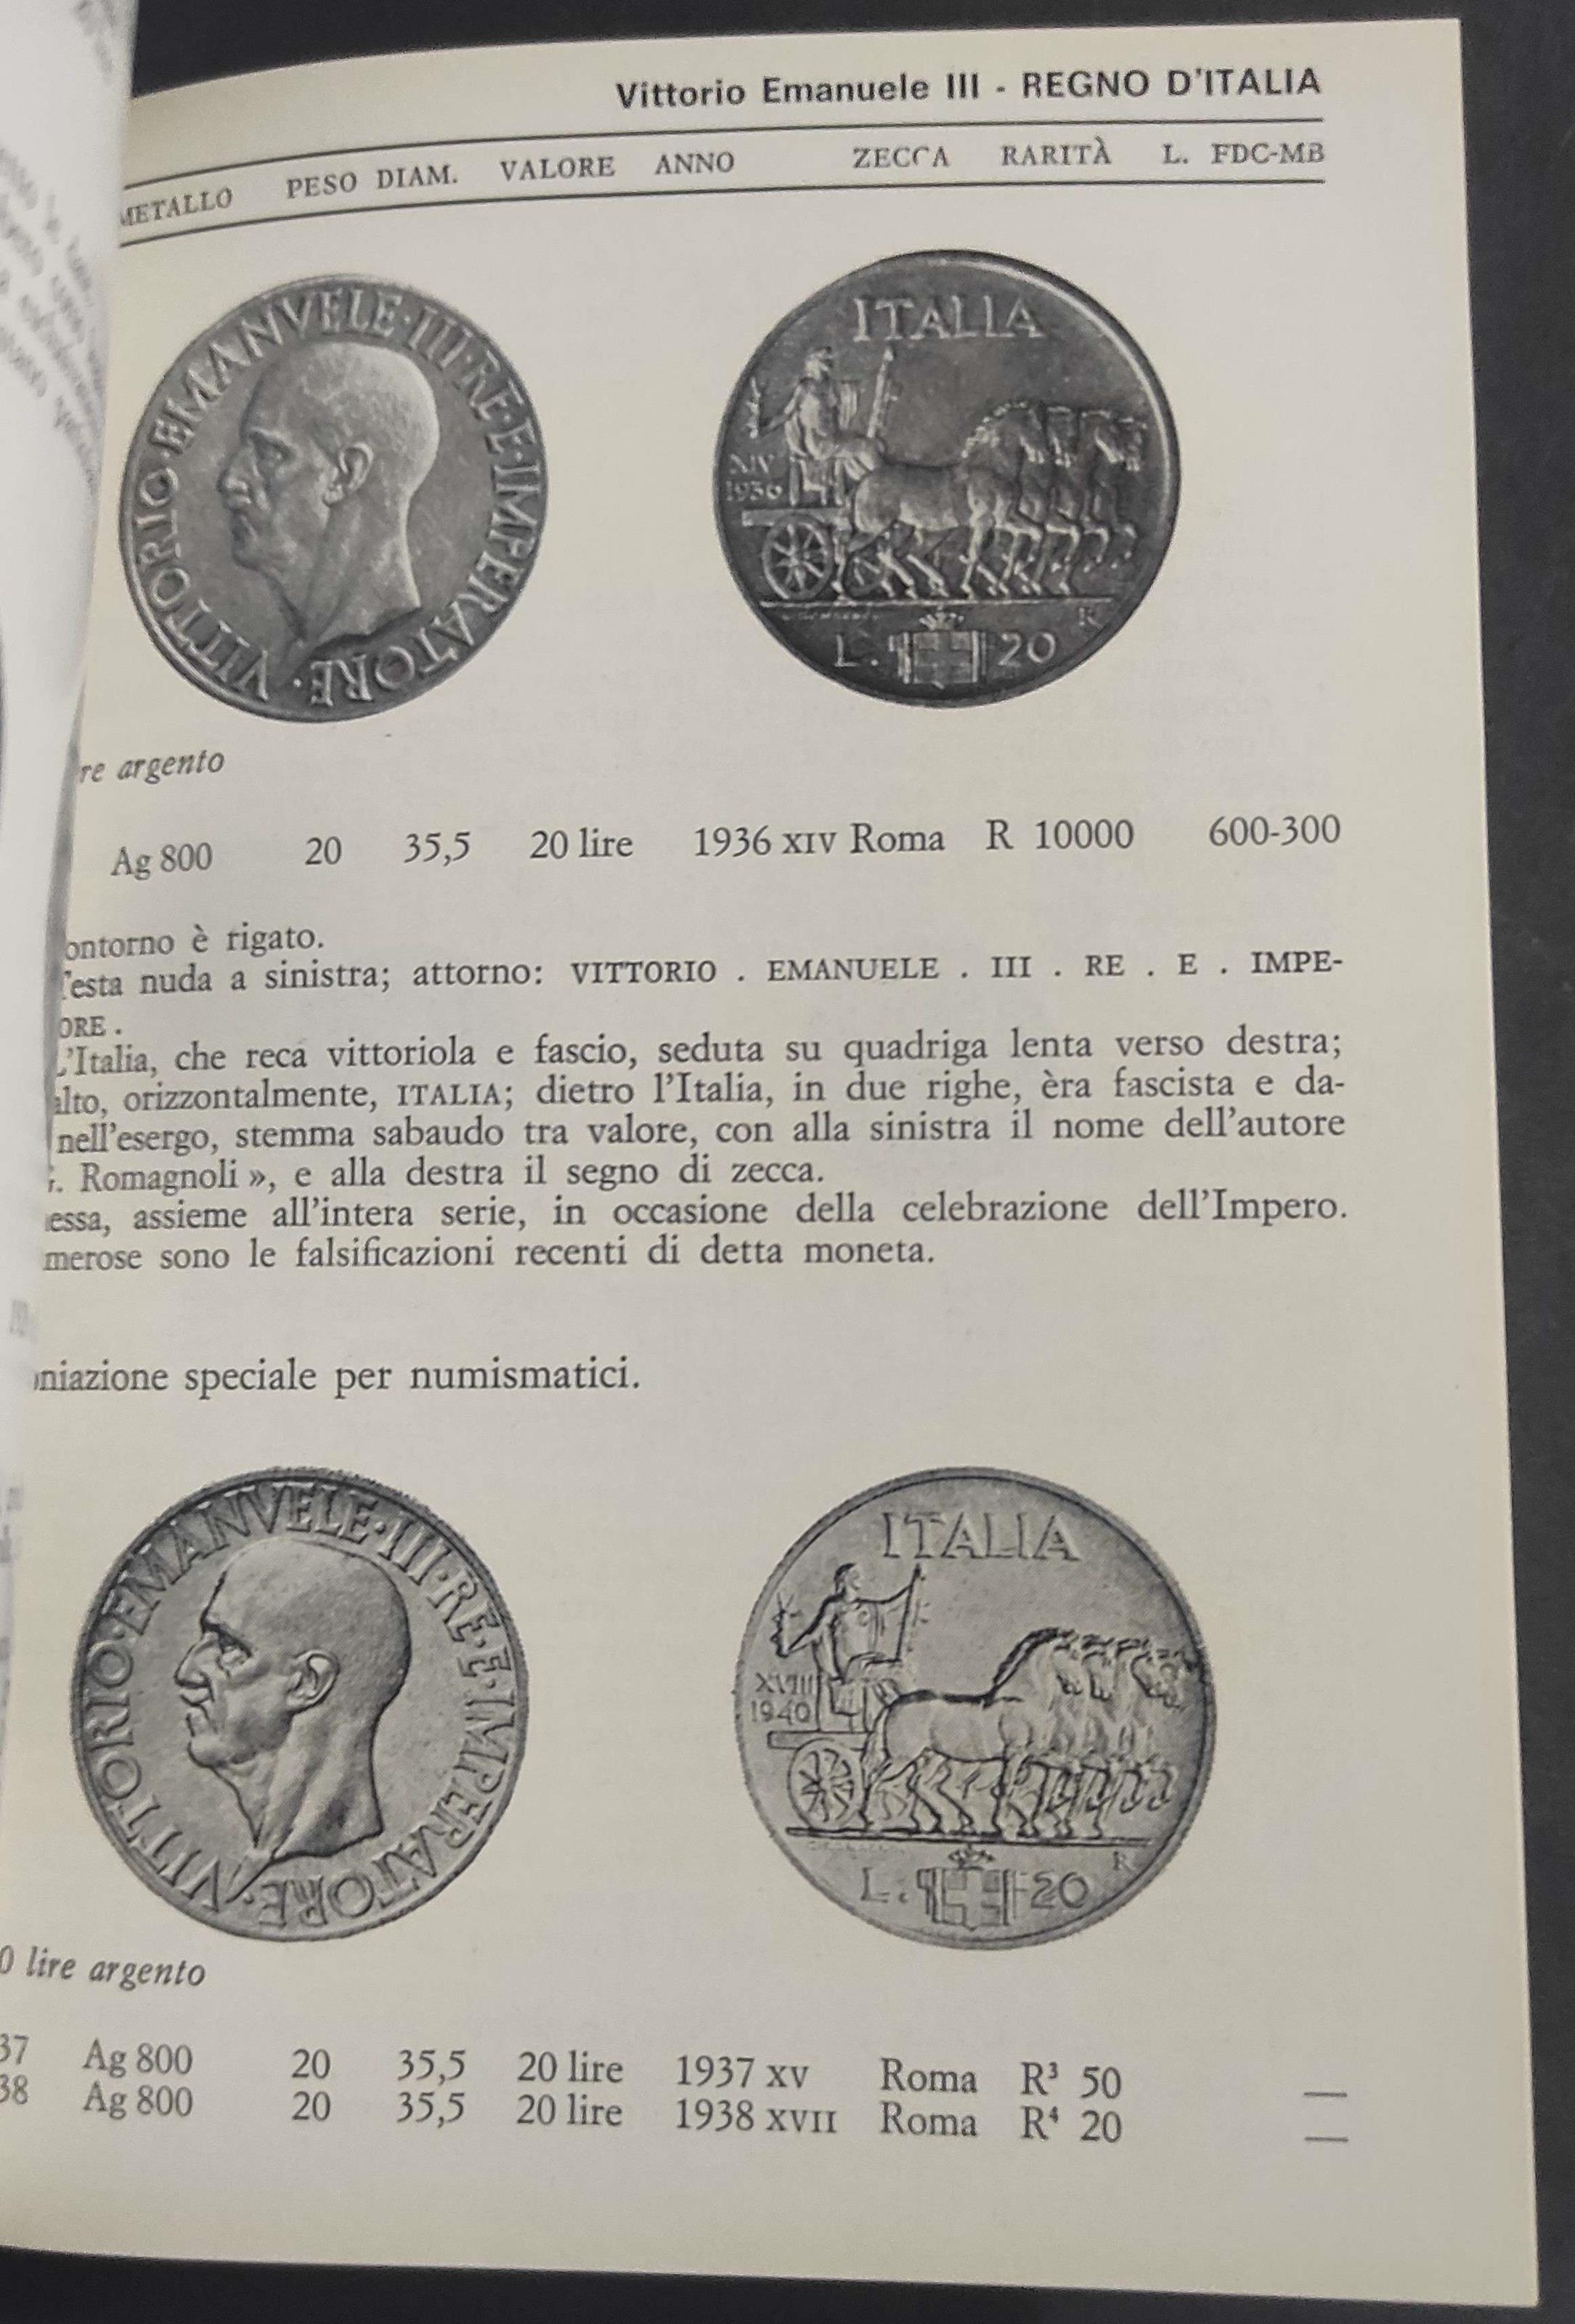 Vittorio Emanuele III - REGNO D'ITALIA
METALLO PESO DIAM. VALORE ANNO ZECCA RARITÀ L. FDC-MB
VITTORIO·EMANVELE·III·RE·E·IMPERATORE·
ITALIA
XIV
1936
R
L. 20
re argento
Ag 800 20 35,5 20 lire 1936 XIV Roma R 10000 600-300
ontorno è rigato.
esta nuda a sinistra; attorno: VITTORIO . EMANUELE . III . RE . E . IMPE-
ORE .
L'Italia, che reca vittoriola e fascio, seduta su quadriga lenta verso destra;
alto, orizzontalmente, ITALIA; dietro l'Italia, in due righe, èra fascista e da-
nell'esergo, stemma sabaudo tra valore, con alla sinistra il nome dell'autore
G. Romagnoli », e alla destra il segno di zecca.
essa, assieme all'intera serie, in occasione della celebrazione dell'Impero.
merose sono le falsificazioni recenti di detta moneta.
niazione speciale per numismatici.
VITTORIO·EMANVELE·III·RE·E·IMPERATORE·
ITALIA
XVIII
1940
R
L. 20
0 lire argento
37 Ag 800 20 35,5 20 lire 1937 XV Roma R³ 50 —
38 Ag 800 20 35,5 20 lire 1938 XVII Roma R⁴ 20 —